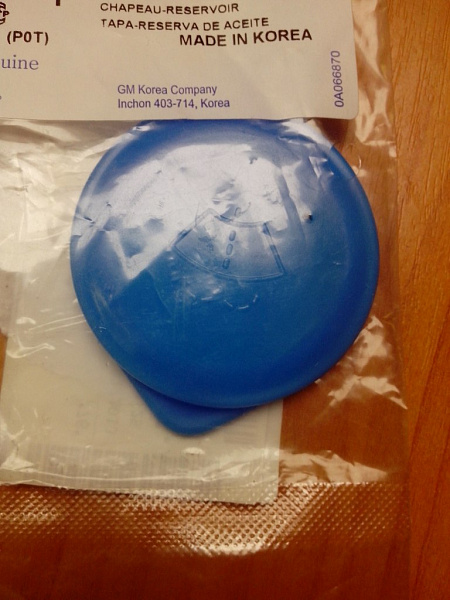 CHAPEAU-RESERVOIR
(P0T)
TAPA-RESERVA DE ACEITE
MADE IN KOREA
uine
GM Korea Company
Inchon 403-714, Korea
0A066870